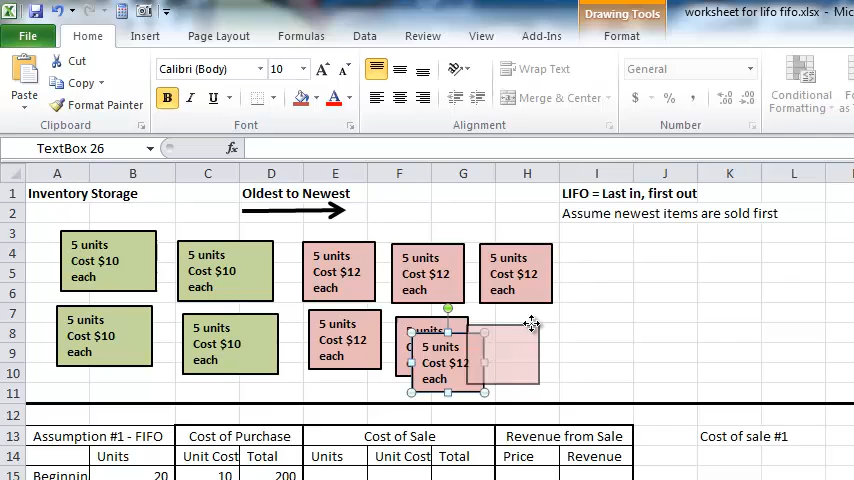 Drawing Tools
worksheet for lifo fifo.xlsx - Mic
File Home Insert Page Layout Formulas Data Review View Add-Ins Format
Cut
Copy
Format Painter
Paste
Clipboard
Calibri (Body) 10
B I U A
Font
Wrap Text
Merge & Center
Alignment
General
$ % ,
Number
Conditional
Formatting
TextBox 26
fx
A B C D E F G H I J K L
1 Inventory Storage Oldest to Newest LIFO = Last in, first out
2 Assume newest items are sold first
3
4
5
6
7
8
9
10
11
5 units
Cost $10
each
5 units
Cost $10
each
5 units
Cost $12
each
5 units
Cost $12
each
5 units
Cost $12
each
5 units
Cost $10
each
5 units
Cost $10
each
5 units
Cost $12
each
5 units
5 units
Cost $12
each
12
13 Assumption #1 - FIFO Cost of Purchase Cost of Sale Revenue from Sale Cost of sale #1
14 Units Unit Cost Total Units Unit Cost Total Price Revenue
15 Beginning 20 10 200